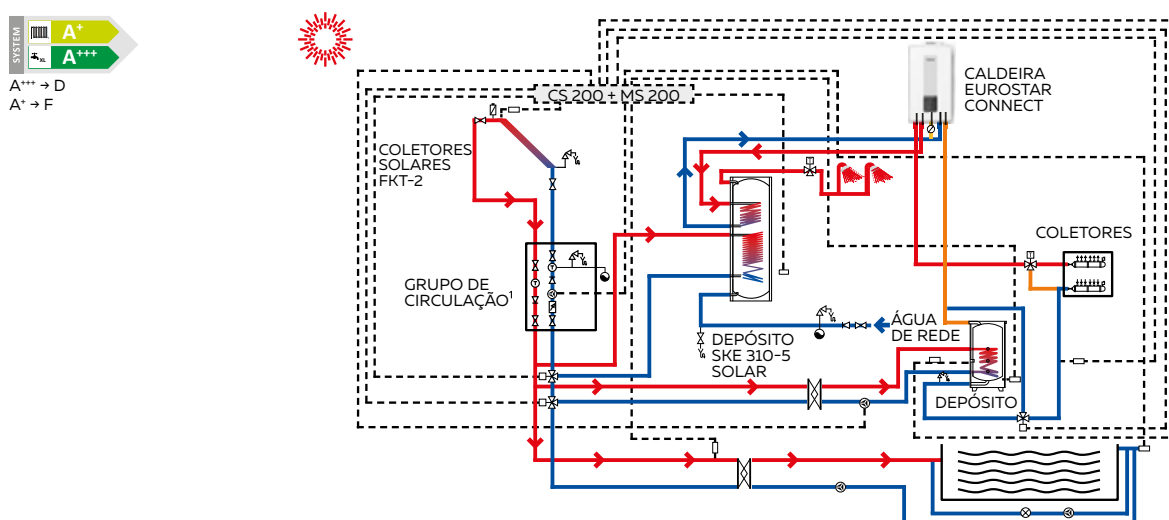 SYSTEM
A+
XL
A+++
A+++ → D
A+ → F
CS 200 + MS 200
COLETORES
SOLARES
FKT-2
GRUPO DE
CIRCULAÇÃO1
DEPÓSITO
SKE 310-5
SOLAR
CALDEIRA
EUROSTAR
CONNECT
COLETORES
ÁGUA
DE REDE
DEPÓSITO